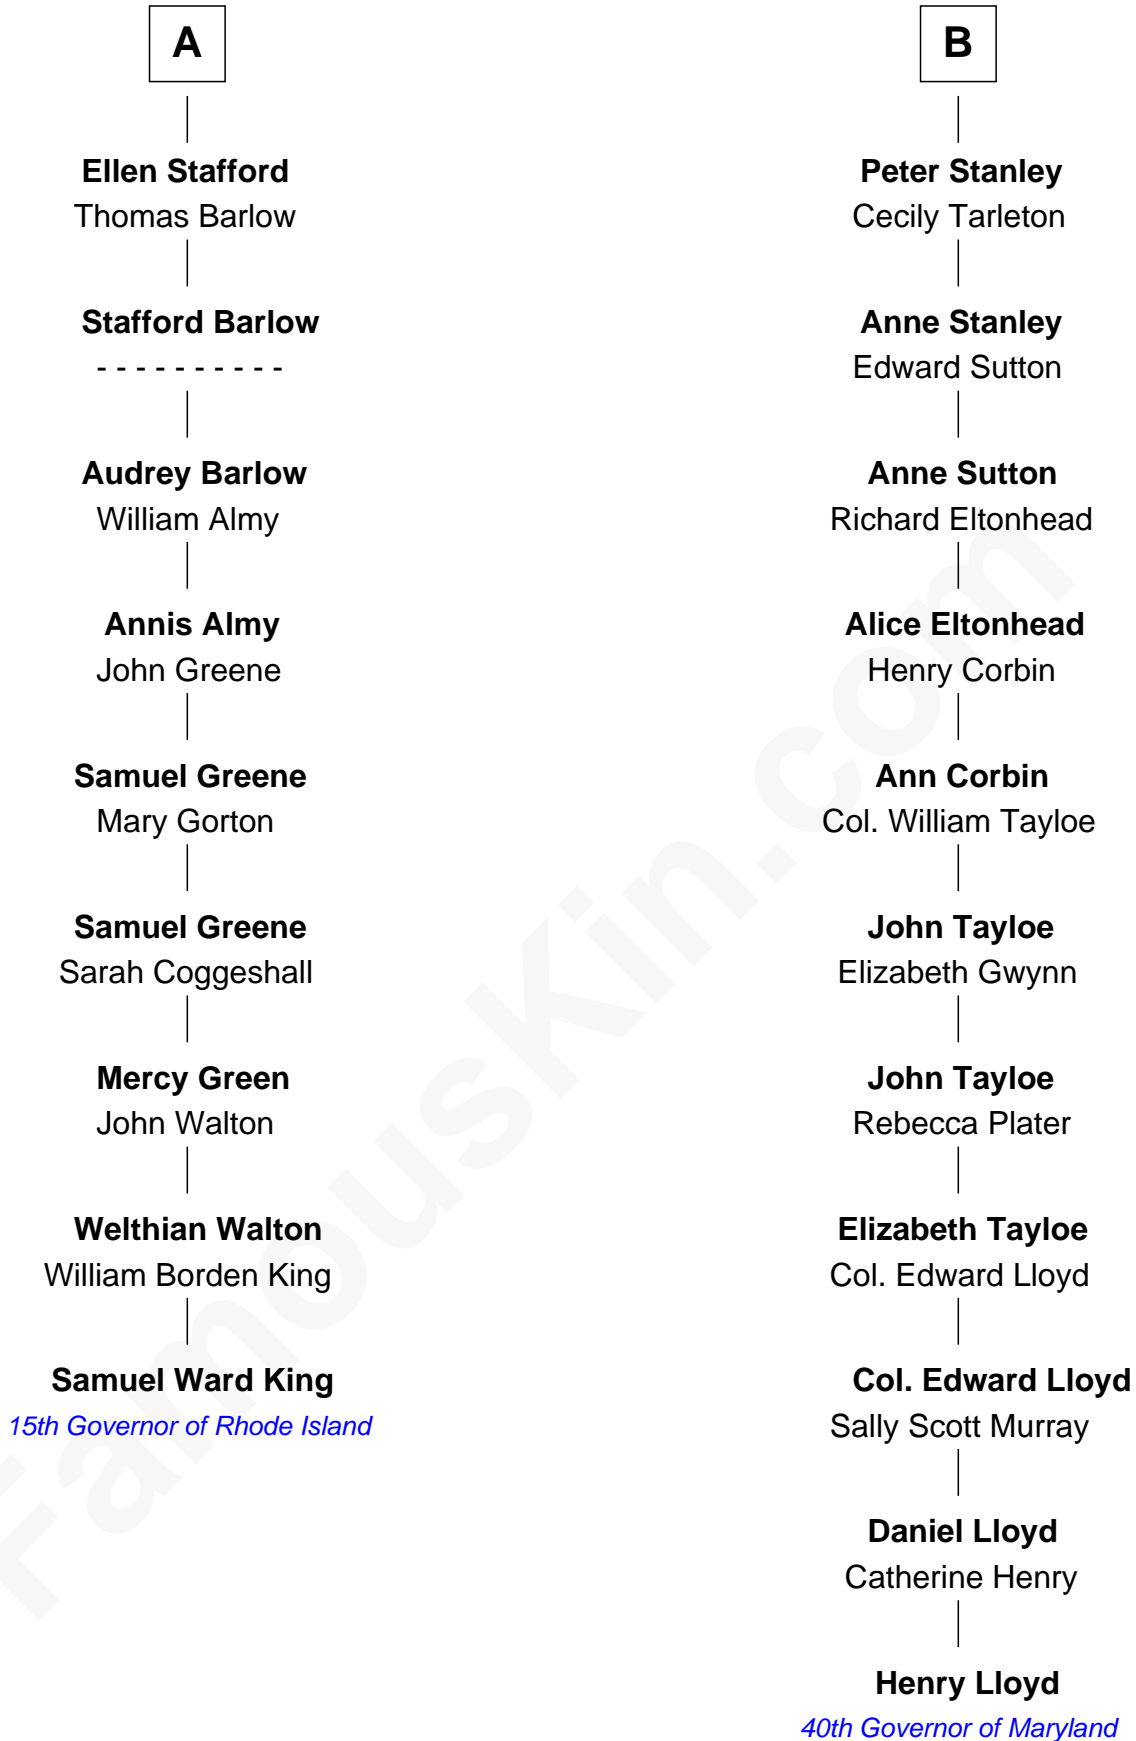 A
Ellen Stafford
Thomas Barlow
Stafford Barlow
- - - - - - - - - -
Audrey Barlow
William Almy
Annis Almy
John Greene
Samuel Greene
Mary Gorton
Samuel Greene
Sarah Coggeshall
Mercy Green
John Walton
Welthian Walton
William Borden King
Samuel Ward King
15th Governor of Rhode Island
B
Peter Stanley
Cecily Tarleton
Anne Stanley
Edward Sutton
Anne Sutton
Richard Eltonhead
Alice Eltonhead
Henry Corbin
Ann Corbin
Col. William Tayloe
John Tayloe
Elizabeth Gwynn
John Tayloe
Rebecca Plater
Elizabeth Tayloe
Col. Edward Lloyd
Col. Edward Lloyd
Sally Scott Murray
Daniel Lloyd
Catherine Henry
Henry Lloyd
40th Governor of Maryland
FamousKin.com